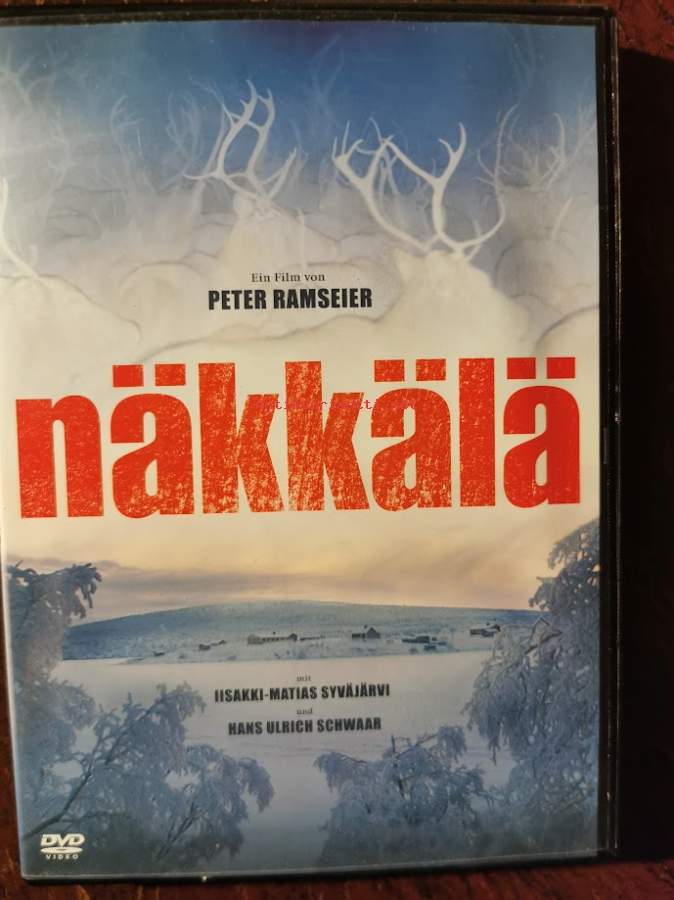 Ein Film von
PETER RAMSEIER
näkkälä
mit
IISAKKI-MATIAS SYVÄJÄRVI
und
HANS ULRICH SCHWAAR
DVD
VIDEO